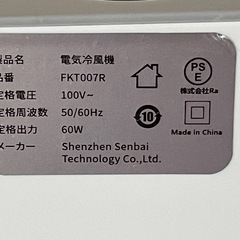 製品名 電気冷風機
品番 FKT007R
定格電圧 100V~
定格周波数 50/60Hz
定格出力 60W
メーカー Shenzhen Senbai
Technology Co.,Ltd.
PS
E
株式会社Ra
10
Made in China